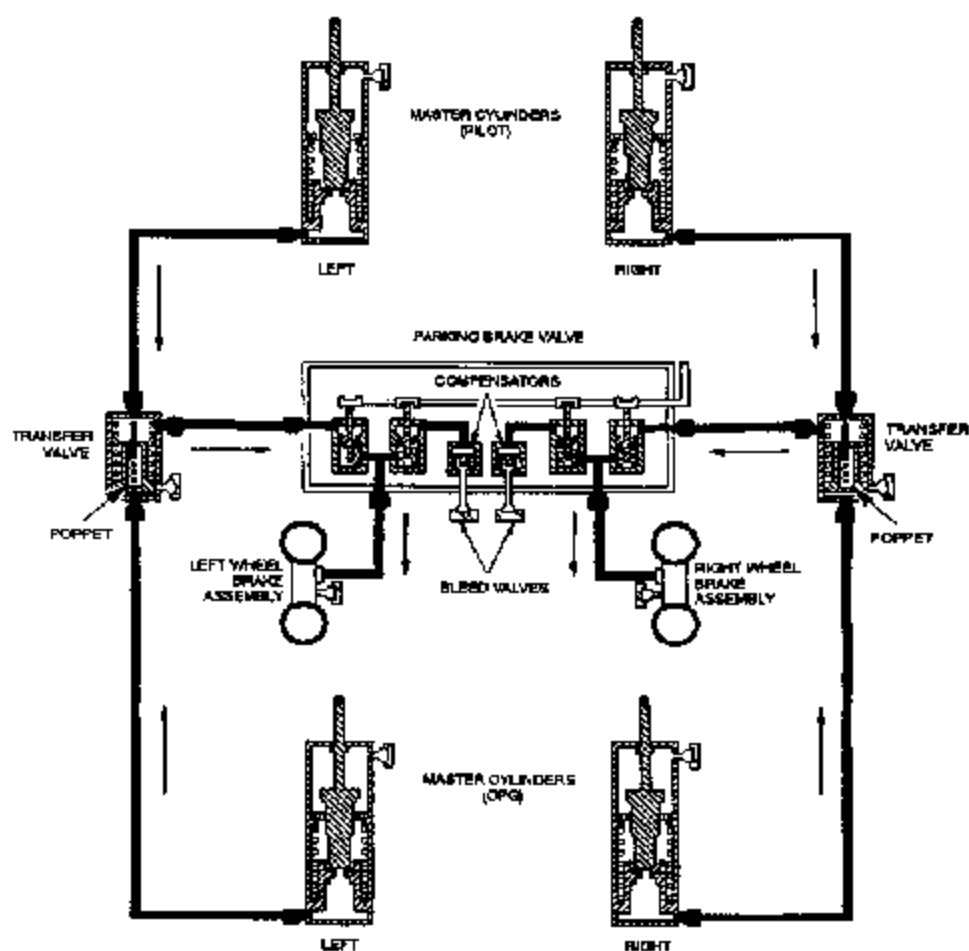 MASTER CYLINDERS
(PILOT)
LEFT
RIGHT
PARKING BRAKE VALVE
COMPENSATORS
TRANSFER
VALVE
TRANSFER
VALVE
POPPET
POPPET
LEFT WHEEL
BRAKE
ASSEMBLY
BLEED VALVES
RIGHT WHEEL
BRAKE
ASSEMBLY
MASTER CYLINDERS
(CPG)
LEFT
RIGHT